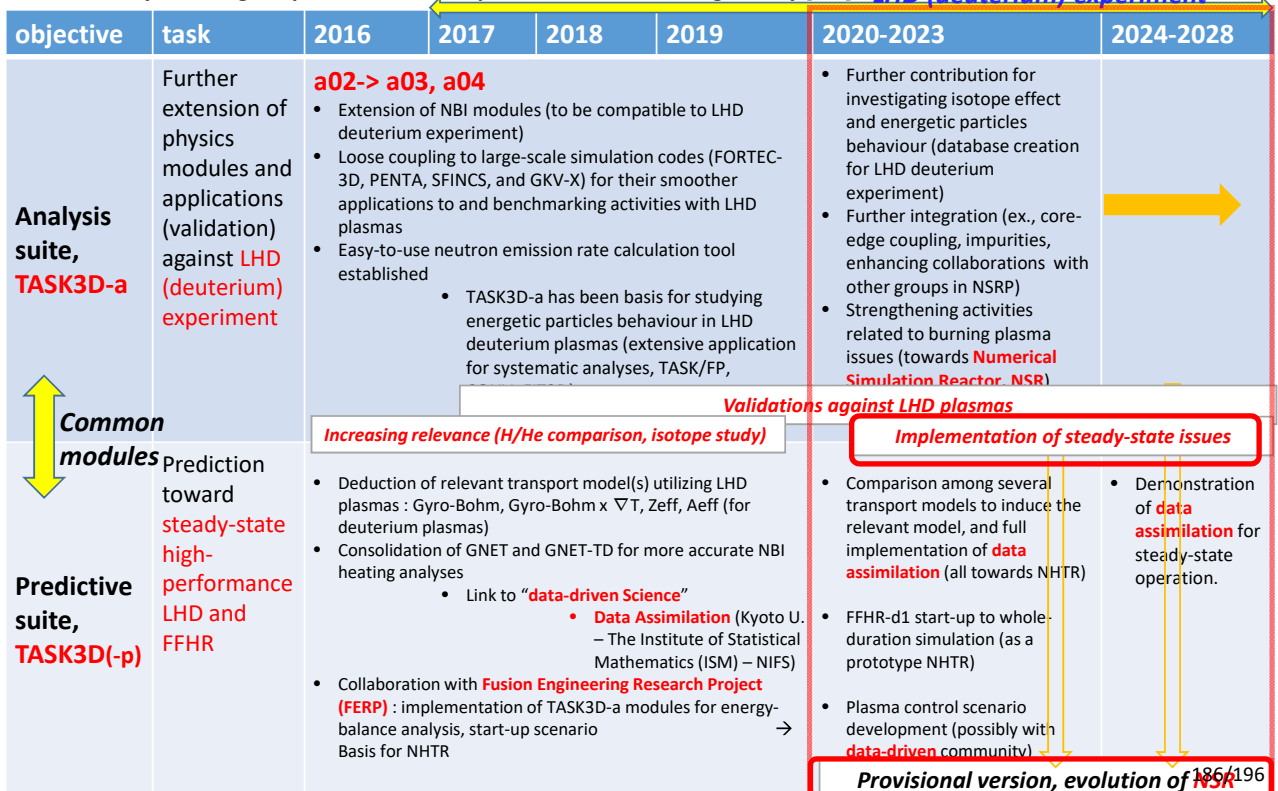 LHD (deuterium) experiment
objective
task
2016
2017
2018
2019
2020-2023
2024-2028
Analysis
suite,
TASK3D-a
Further
extension of
physics
modules and
applications
(validation)
against LHD
(deuterium)
experiment
a02-> a03, a04
• Extension of NBI modules (to be compatible to LHD
deuterium experiment)
• Loose coupling to large-scale simulation codes (FORTEC-
3D, PENTA, SFINCS, and GKV-X) for their smoother
applications to and benchmarking activities with LHD
plasmas
• Easy-to-use neutron emission rate calculation tool
established
• TASK3D-a has been basis for studying
energetic particles behaviour in LHD
deuterium plasmas (extensive application
for systematic analyses, TASK/FP,
• Further contribution for
investigating isotope effect
and energetic particles
behaviour (database creation
for LHD deuterium
experiment)
• Further integration (ex., core-
edge coupling, impurities,
enhancing collaborations with
other groups in NSRP)
• Strengthening activities
related to burning plasma
issues (towards Numerical
Simulation Reactor, NSR)
Validations against LHD plasmas
Increasing relevance (H/He comparison, isotope study)
Implementation of steady-state issues
Common
modules
Predictive
suite,
TASK3D(-p)
Prediction
toward
steady-state
high-
performance
LHD and
FFHR
• Deduction of relevant transport model(s) utilizing LHD
plasmas : Gyro-Bohm, Gyro-Bohm x ∇T, Zeff, Aeff (for
deuterium plasmas)
• Consolidation of GNET and GNET-TD for more accurate NBI
heating analyses
• Link to “data-driven Science”
• Data Assimilation (Kyoto U.
– The Institute of Statistical
Mathematics (ISM) – NIFS)
• Collaboration with Fusion Engineering Research Project
(FERP) : implementation of TASK3D-a modules for energy-
balance analysis, start-up scenario →
Basis for NHTR
• Comparison among several
transport models to induce the
relevant model, and full
implementation of data
assimilation (all towards NHTR)
• FFHR-d1 start-up to whole-
duration simulation (as a
prototype NHTR)
• Plasma control scenario
development (possibly with
data-driven community)
• Demonstration
of data
assimilation for
steady-state
operation.
Provisional version, evolution of NSR
186/196